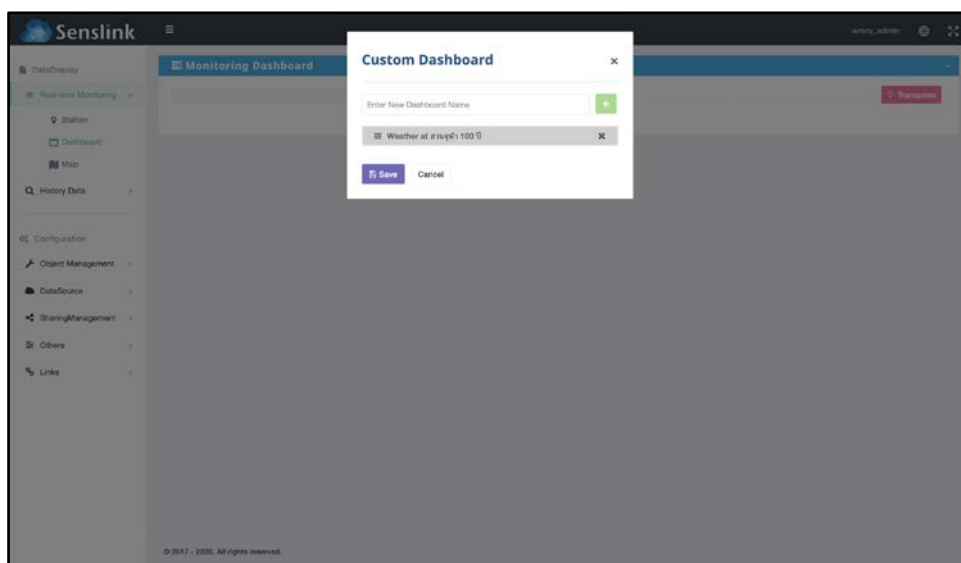 Senslink
wreru_admin
DataDisplay
Real-time Monitoring
Station
Dashboard
Map
History Data
Configuration
Object Management
DataSource
SharingManagement
Others
Links
Monitoring Dashboard
Transpose
Custom Dashboard
Enter New Dashboard Name
Weather at สวนจุฬา 100 ปี
Save
Cancel
© 2017 - 2020. All rights reserved.